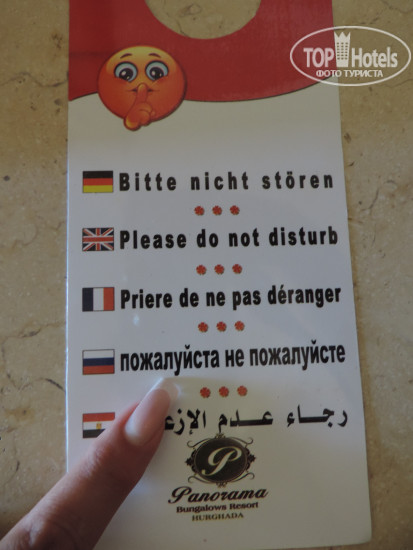 TOP Hotels
ФОТО ТУРИСТА
Bitte nicht stören
Please do not disturb
Priere de ne pas déranger
пожалуйста не пожалуйсте
رجاء عدم
P
Panorama
Bungalows Resort
HURGHADA